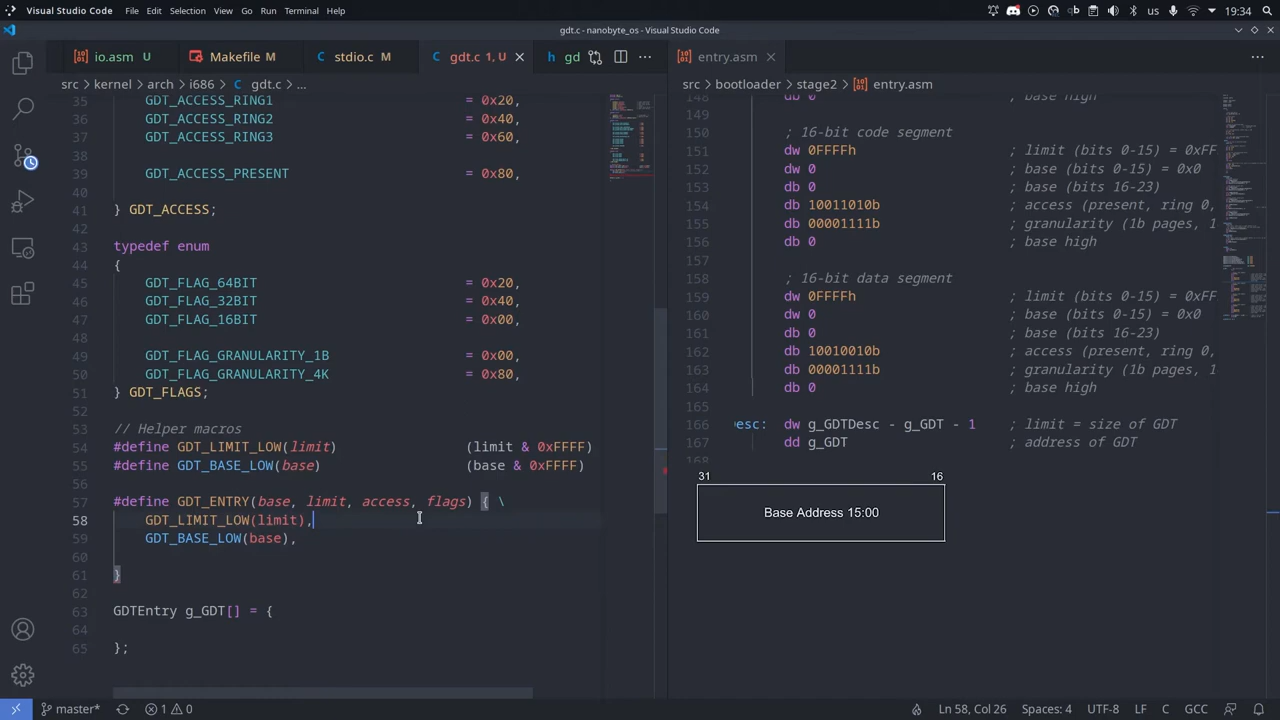 Visual Studio Code File Edit Selection View Go Run Terminal Help us 19:34
gdt.c - nanobyte_os - Visual Studio Code
io.asm U Makefile M stdio.c M gdt.c 1, U gd entry.asm
src kernel arch i686 gdt.c ...
35 GDT_ACCESS_RING1 = 0x20,
36 GDT_ACCESS_RING2 = 0x40,
37 GDT_ACCESS_RING3 = 0x60,
38
39 GDT_ACCESS_PRESENT = 0x80,
40
41 } GDT_ACCESS;
42
43 typedef enum
44 {
45 GDT_FLAG_64BIT = 0x20,
46 GDT_FLAG_32BIT = 0x40,
47 GDT_FLAG_16BIT = 0x00,
48
49 GDT_FLAG_GRANULARITY_1B = 0x00,
50 GDT_FLAG_GRANULARITY_4K = 0x80,
51 } GDT_FLAGS;
52
53 // Helper macros
54 #define GDT_LIMIT_LOW(limit) (limit & 0xFFFF)
55 #define GDT_BASE_LOW(base) (base & 0xFFFF)
56
57 #define GDT_ENTRY(base, limit, access, flags) { \
58 GDT_LIMIT_LOW(limit),
59 GDT_BASE_LOW(base),
60
61 }
62
63 GDTEntry g_GDT[] = {
64
65 };
src bootloader stage2 entry.asm
148 db 0 ; base high
149
150 ; 16-bit code segment
151 dw 0FFFFh ; limit (bits 0-15) = 0xFF
152 dw 0 ; base (bits 0-15) = 0x0
153 db 0 ; base (bits 16-23)
154 db 10011010b ; access (present, ring 0,
155 db 00001111b ; granularity (1b pages, 1
156 db 0 ; base high
157
158 ; 16-bit data segment
159 dw 0FFFFh ; limit (bits 0-15) = 0xFF
160 dw 0 ; base (bits 0-15) = 0x0
161 db 0 ; base (bits 16-23)
162 db 10010010b ; access (present, ring 0,
163 db 00001111b ; granularity (1b pages, 1
164 db 0 ; base high
165
166 esc: dw g_GDTDesc - g_GDT - 1 ; limit = size of GDT
167 dd g_GDT ; address of GDT
168
31 16
Base Address 15:00
master* 1 0 Ln 58, Col 26 Spaces: 4 UTF-8 LF C GCC